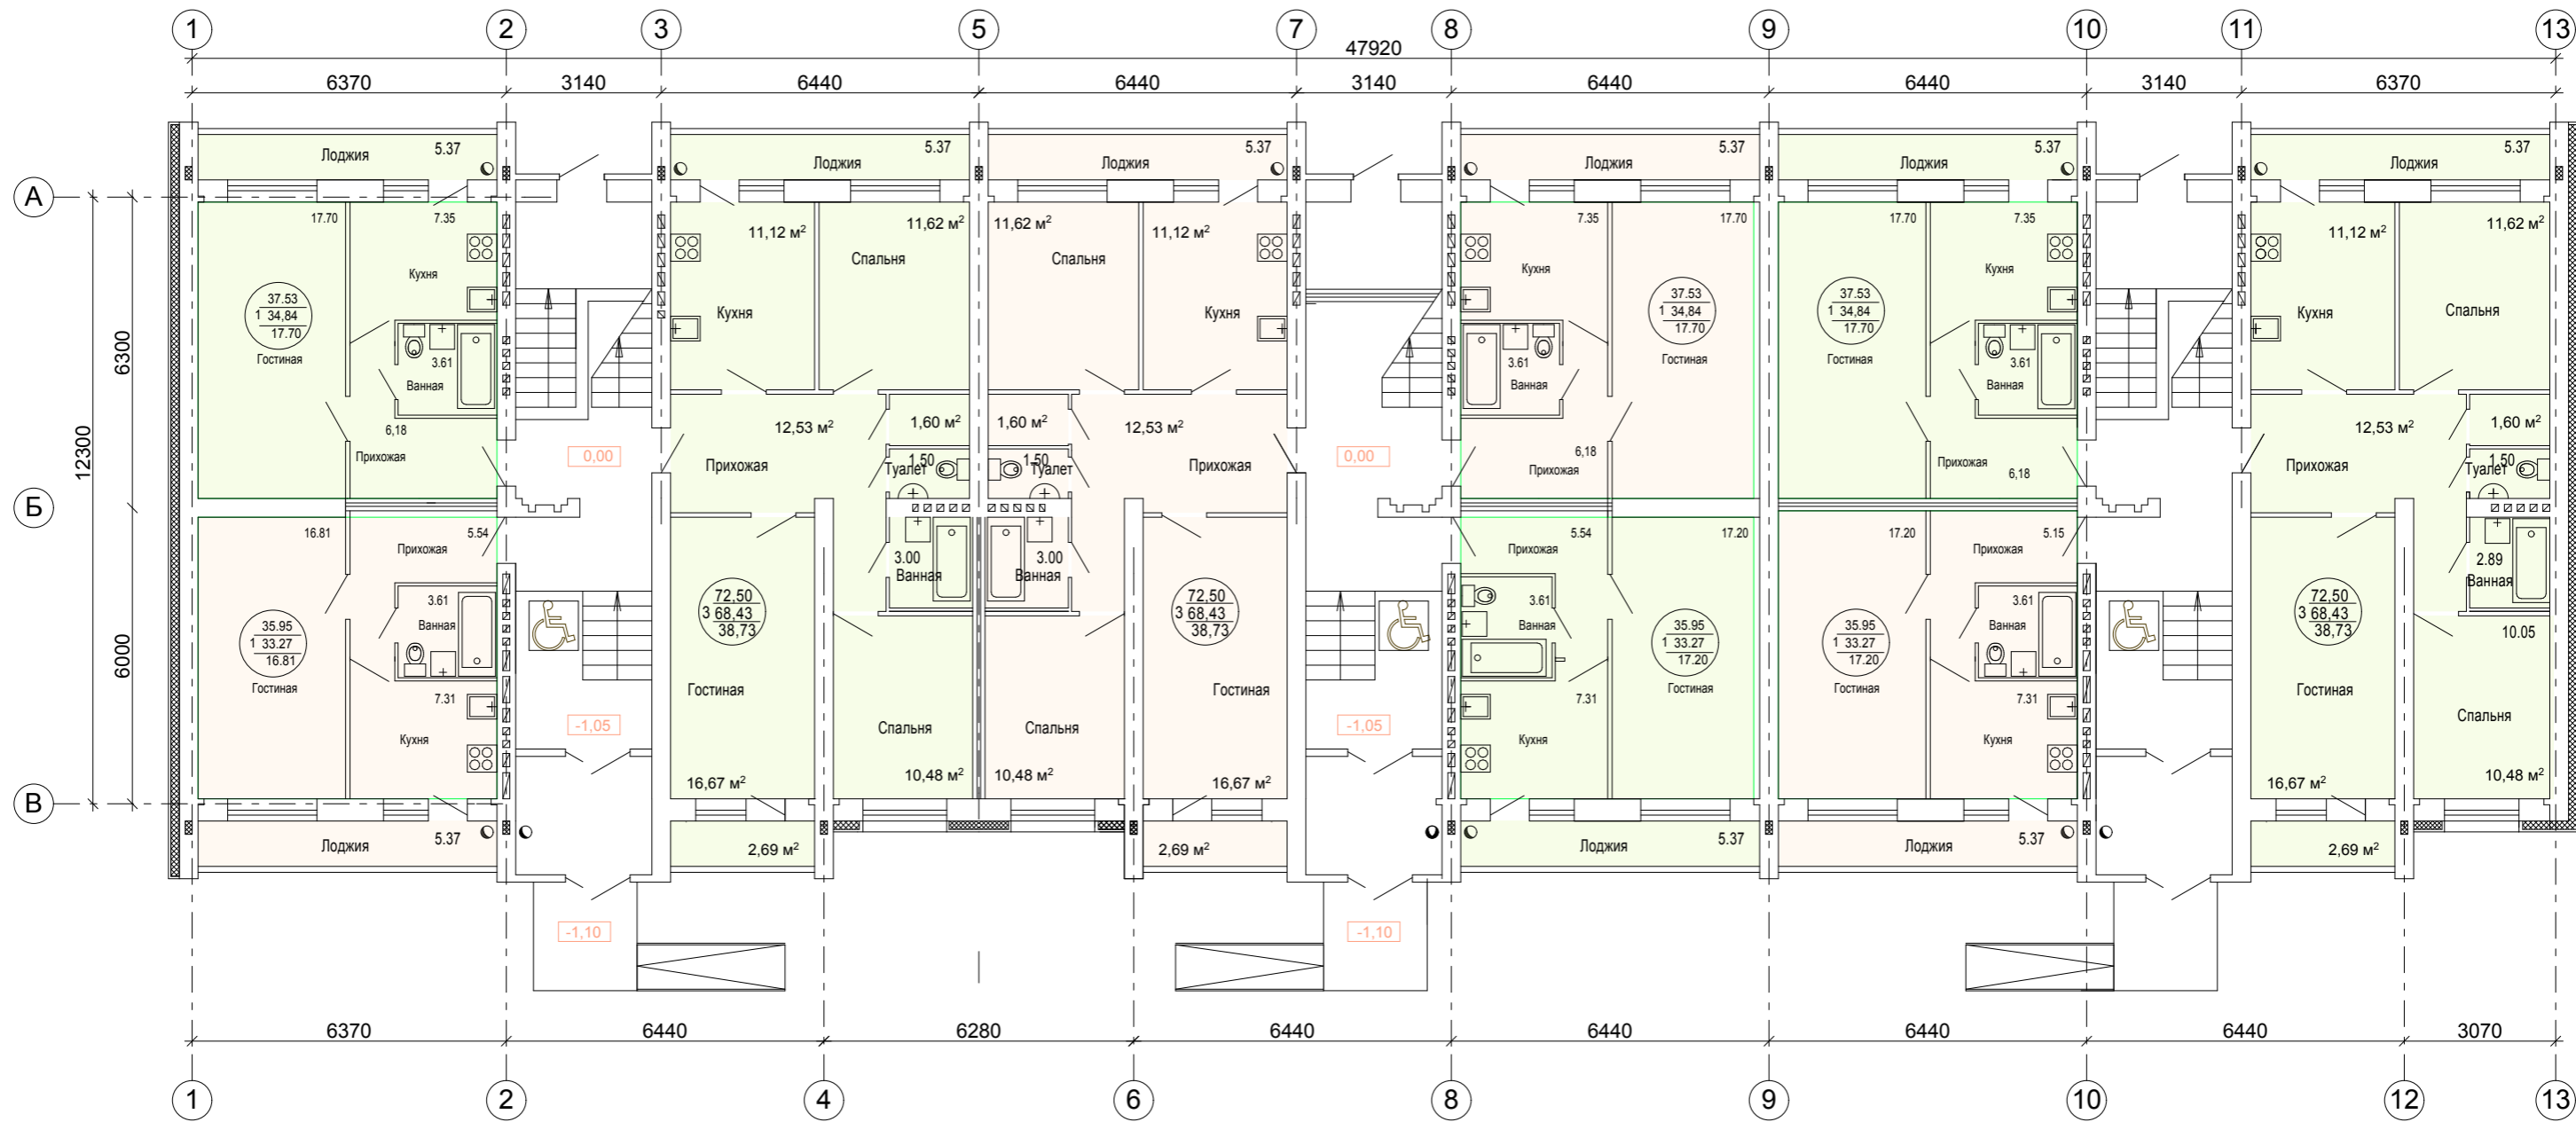 1 2 3 5 7 8 9 10 11 13
47920
6370 3140 6440 6440 3140 6440 6440 3140 6370
Лоджия 5.37
Лоджия 5.37
Лоджия 5.37
Лоджия 5.37
Лоджия 5.37
Лоджия 5.37
А
17.70 7.35
11,12 м² 11,62 м² 11,62 м² 11,12 м²
7.35 17.70 17.70 7.35
11,12 м² 11,62 м²
Кухня Спальня Спальня Кухня Кухня
37.53
1 34,84
17.70
Гостиная
Кухня Кухня
37.53
1 34,84
17.70
Гостиная
37.53
1 34,84
17.70
Гостиная
Кухня Спальня
3.61
Ванная
3.61
Ванная
3.61
Ванная
6300
12300
6,18
Прихожая
0,00
12,53 м² 1,60 м² 1,60 м² 12,53 м²
Прихожая 1.50 1.50 Прихожая
Туалет Туалет
0,00
6,18
Прихожая
Прихожая
6,18
12,53 м² 1,60 м²
Прихожая 1.50
Туалет
Б
16.81 5.54
Прихожая
3.61
Ванная
35.95
1 33.27
16.81
Гостиная
7.31
Кухня
3.00
Ванная
3.00
Ванная
72,50
3 68,43
38,73
72,50
3 68,43
38,73
Гостиная Гостиная
Спальня Спальня
16,67 м² 10,48 м² 10,48 м² 16,67 м²
5.54 17.20 17.20 5.15
Прихожая Прихожая
3.61
Ванная
3.61
Ванная
35.95
1 33.27
17.20
Гостиная
35.95
1 33.27
17.20
Гостиная
7.31 7.31
Кухня Кухня
2.89
Ванная
72,50
3 68,43
38,73
10.05
Гостиная
Спальня
16,67 м² 10,48 м²
6000
-1,05 -1,05
В
Лоджия 5.37
2,69 м² 2,69 м²
Лоджия 5.37
Лоджия 5.37
2,69 м²
-1,10 -1,10
6370 6440 6280 6440 6440 6440 6440 3070
1 2 4 6 8 9 10 12 13